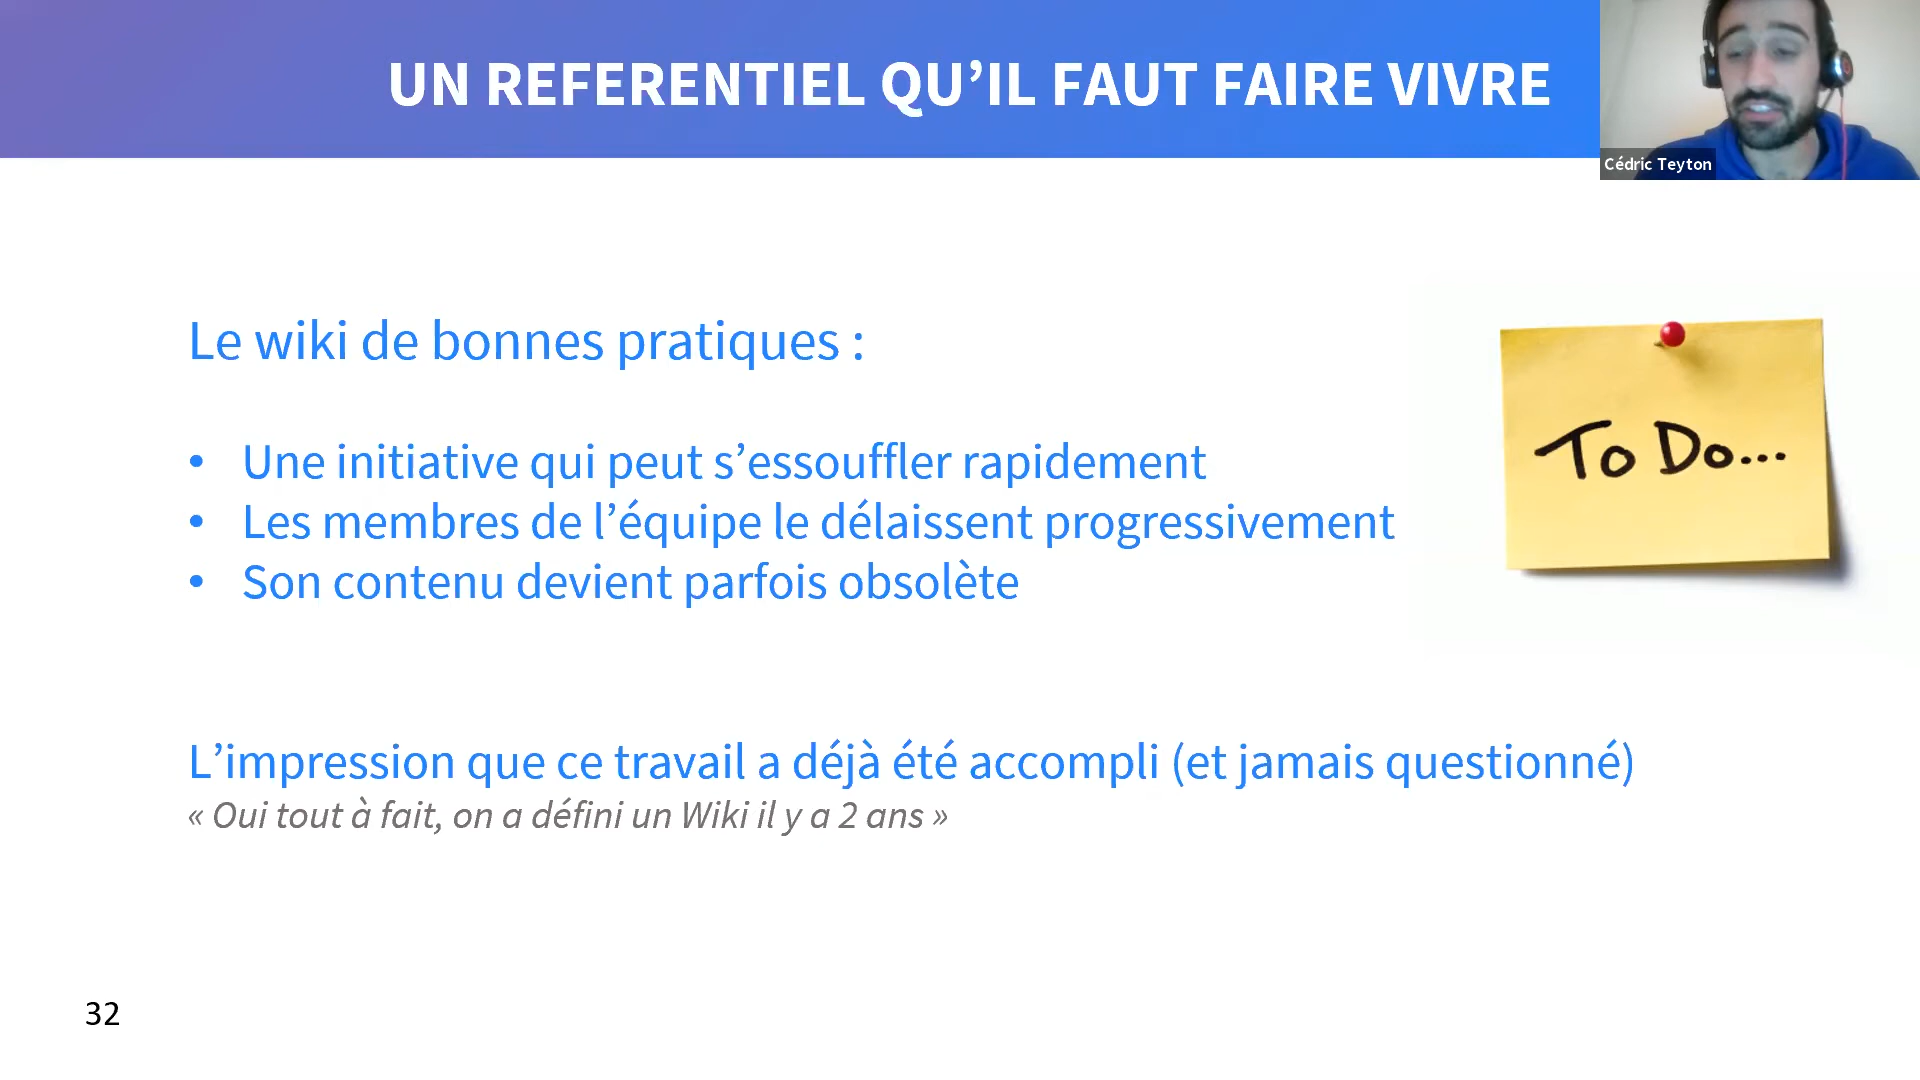 UN REFERENTIEL QU’IL FAUT FAIRE VIVRE
Cédric Teyton
Le wiki de bonnes pratiques :
• Une initiative qui peut s’essouffler rapidement
• Les membres de l’équipe le délaissent progressivement
• Son contenu devient parfois obsolète
To Do...
L’impression que ce travail a déjà été accompli (et jamais questionné)
« Oui tout à fait, on a défini un Wiki il y a 2 ans »
32